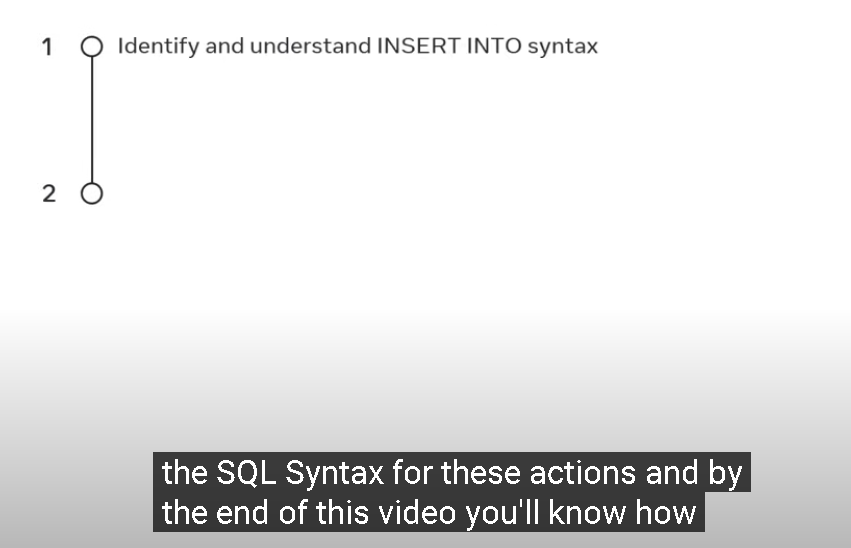 1 Identify and understand INSERT INTO syntax
2
the SQL Syntax for these actions and by
the end of this video you'll know how